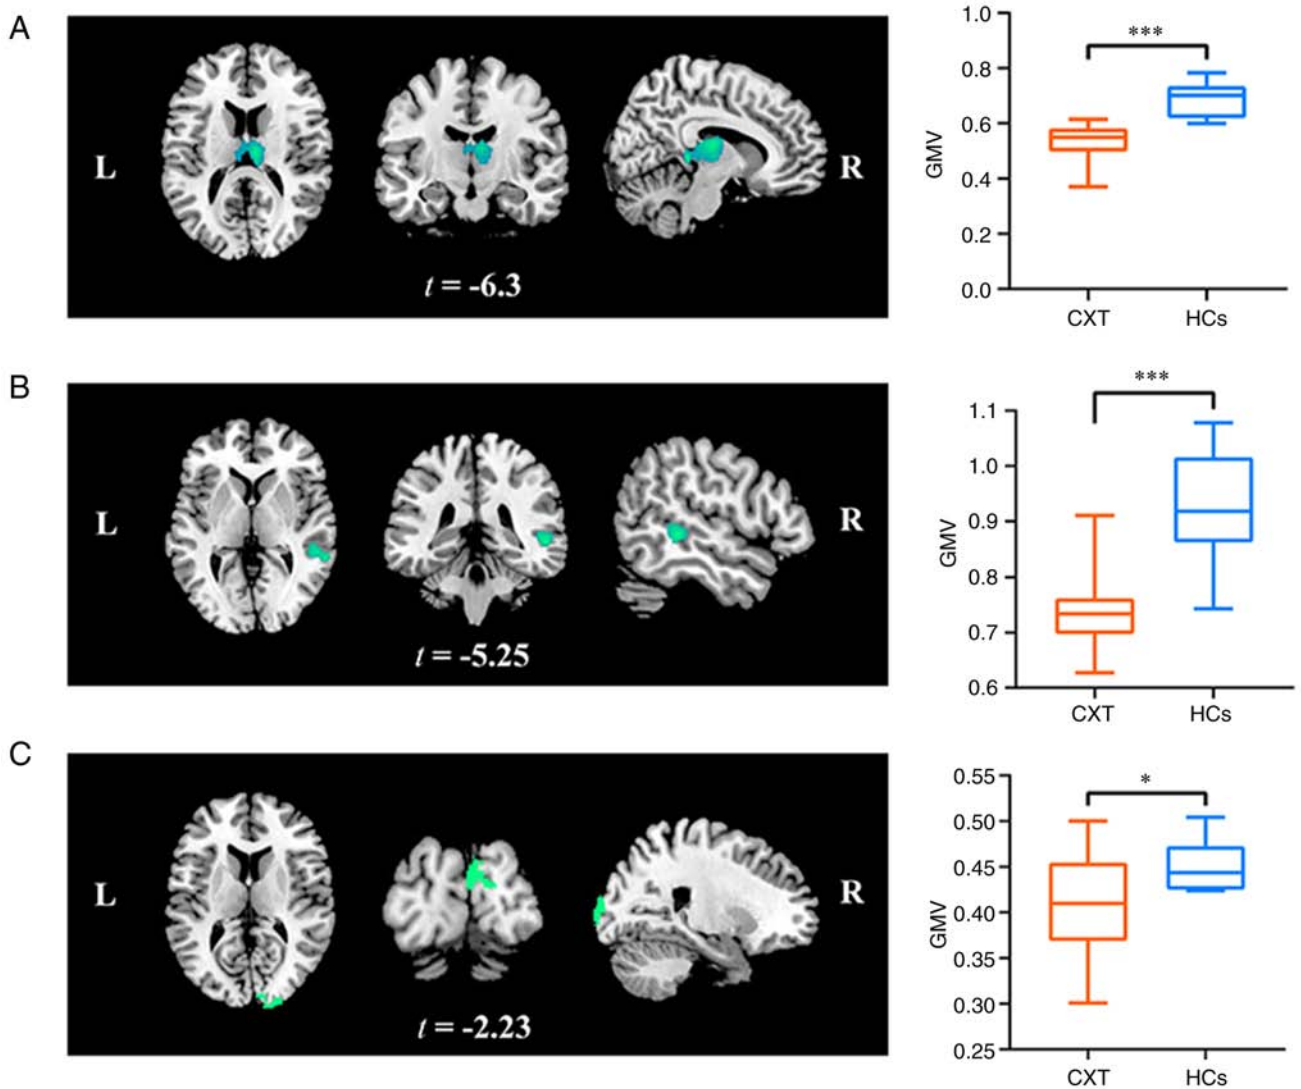 A
L
R
t = -6.3
GMV
1.0
0.8
0.6
0.4
0.2
0.0
***
CXT HCs
B
L
R
t = -5.25
GMV
1.1
1.0
0.9
0.8
0.7
0.6
***
CXT HCs
C
L
R
t = -2.23
GMV
0.55
0.50
0.45
0.40
0.35
0.30
0.25
*
CXT HCs